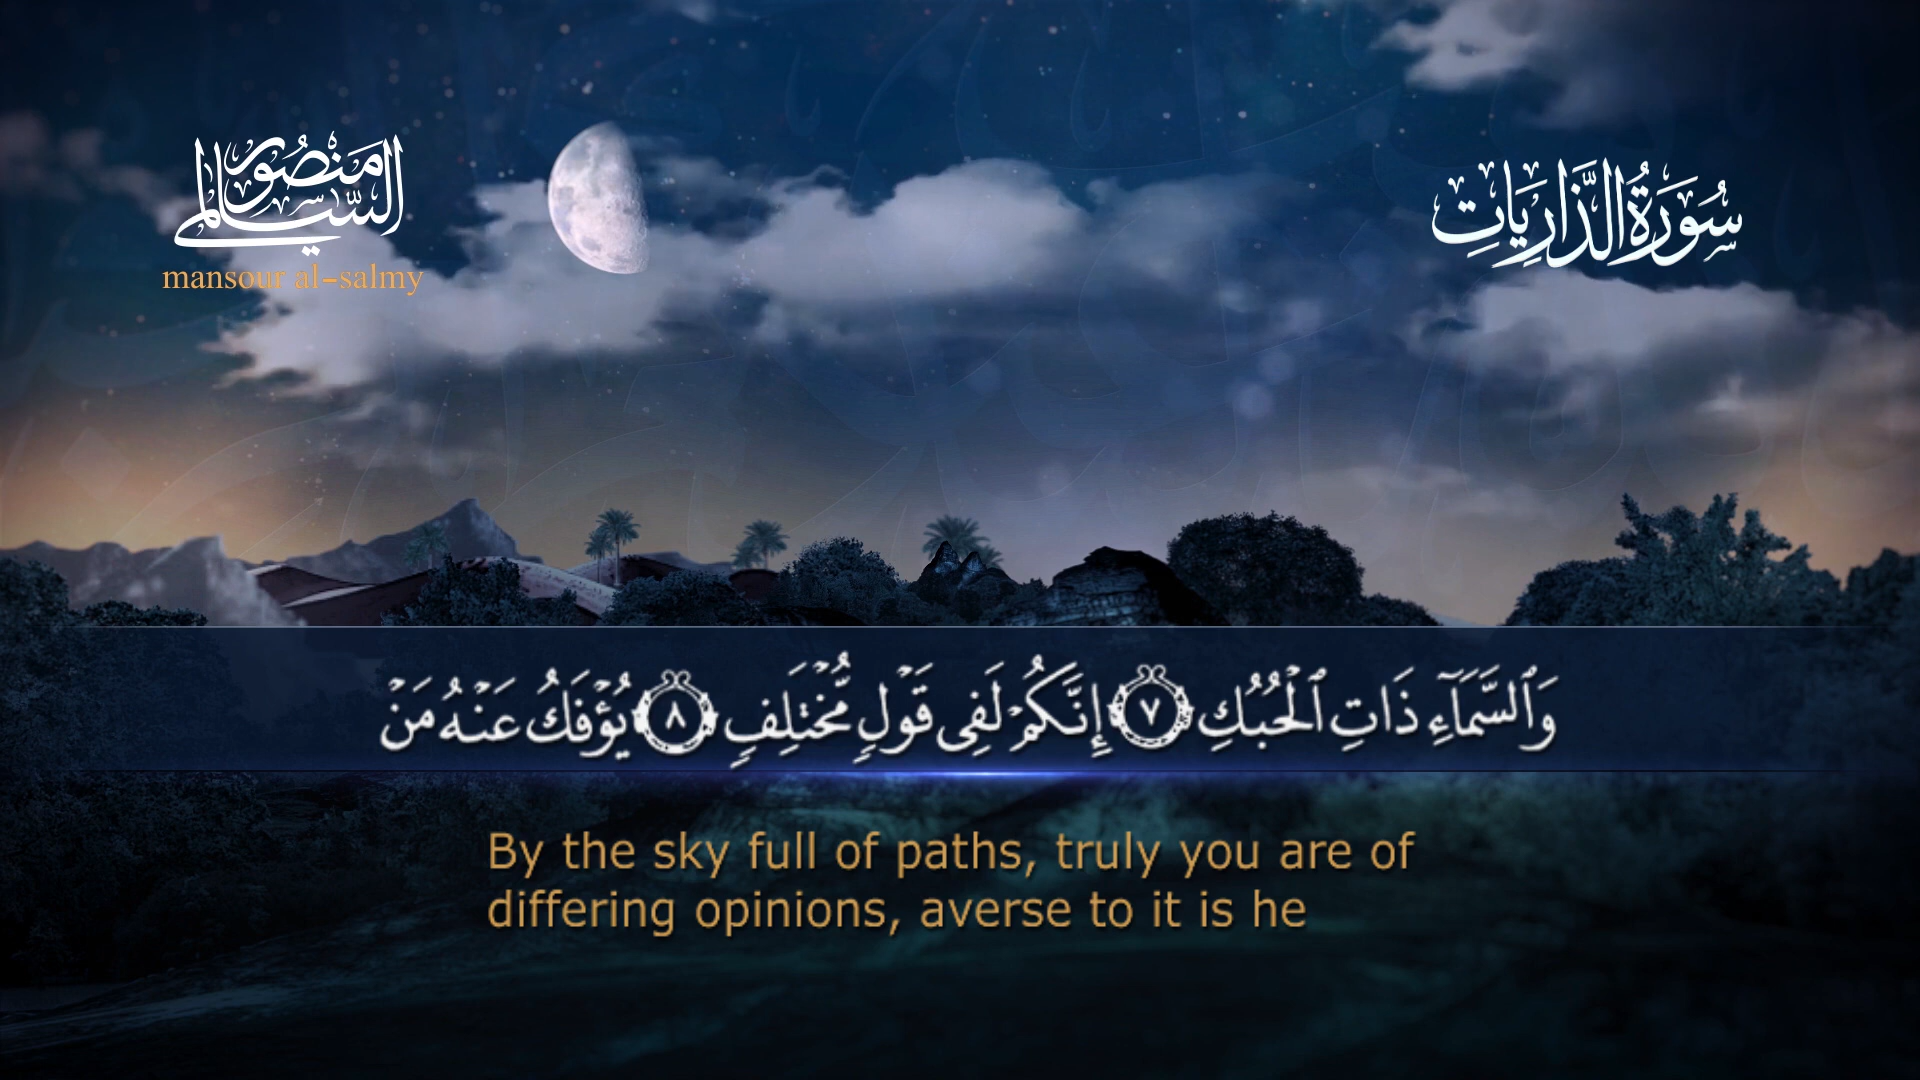 منصور السالمي
mansour al-salmy
سُورَةُ الذَّارِيَاتِ
وَٱلسَّمَآءِ ذَاتِ ٱلْحُبُكِ ٧ إِنَّكُمْ لَفِى قَوْلٍ مُّخْتَلِفٍ ٨ يُؤْفَكُ عَنْهُ مَنْ
By the sky full of paths, truly you are of
differing opinions, averse to it is he